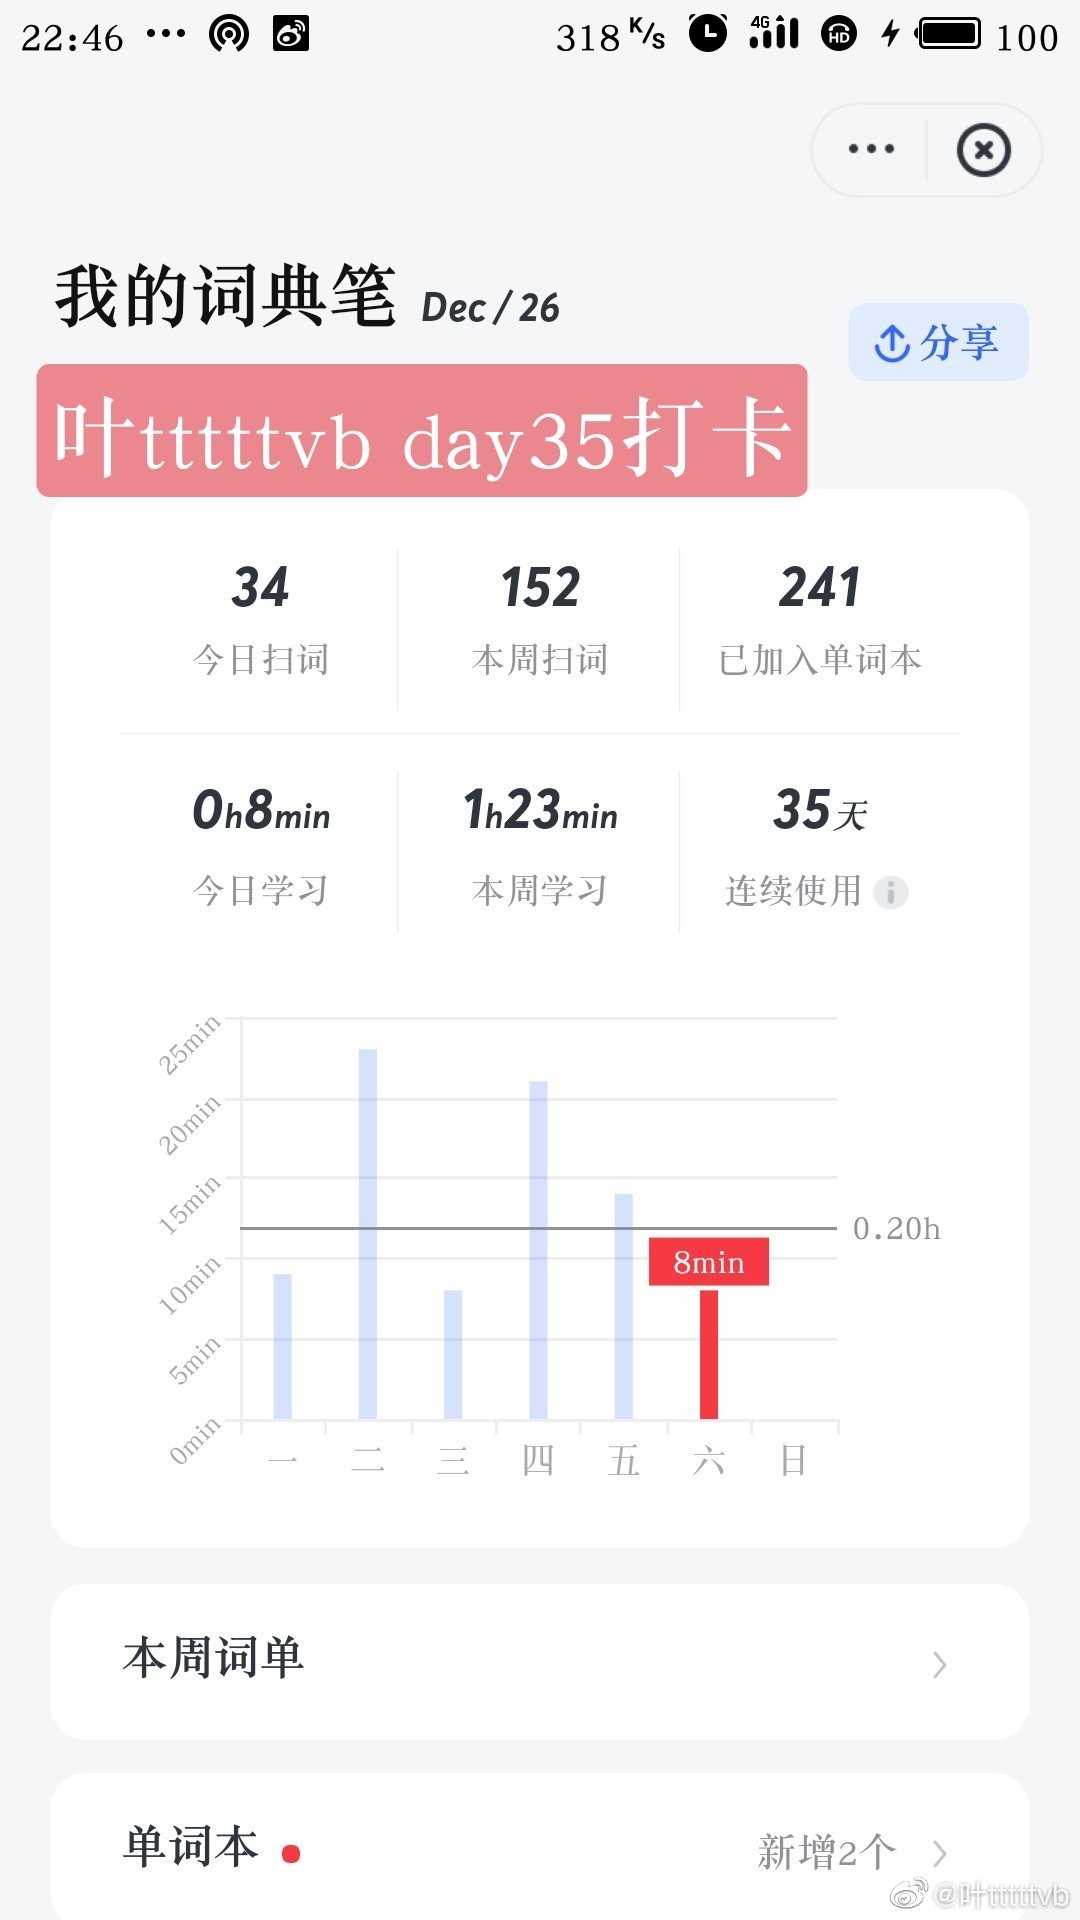 22:46 ... 318 K/s 4G HD 100
我的词典笔 Dec / 26
分享
叶tttttvb day35打卡
34 152 241
今日扫词 本周扫词 已加入单词本
0h8min 1h23min 35天
今日学习 本周学习 连续使用
25min
20min
15min
0.20h
10min
8min
5min
0min
一 二 三 四 五 六 日
本周词单
单词本 新增2个
@叶tttttvb